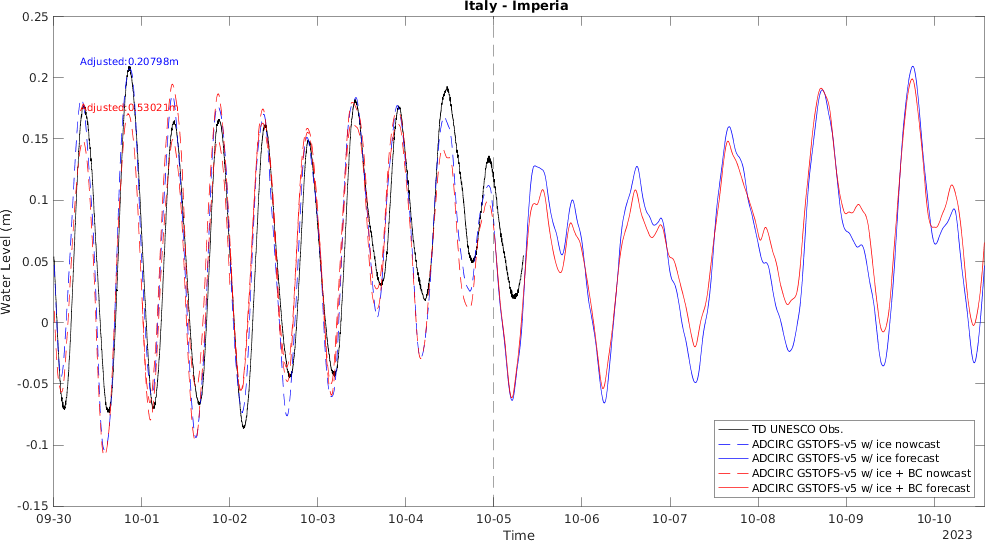 Italy - Imperia
0.25
0.2
0.15
0.1
0.05
0
-0.05
-0.1
-0.15
Water Level (m)
Adjusted:0.20798m
Adjusted:0.53021m
TD UNESCO Obs.
ADCIRC GSTOFS-v5 w/ ice nowcast
ADCIRC GSTOFS-v5 w/ ice forecast
ADCIRC GSTOFS-v5 w/ ice + BC nowcast
ADCIRC GSTOFS-v5 w/ ice + BC forecast
09-30 10-01 10-02 10-03 10-04 10-05 10-06 10-07 10-08 10-09 10-10
Time
2023